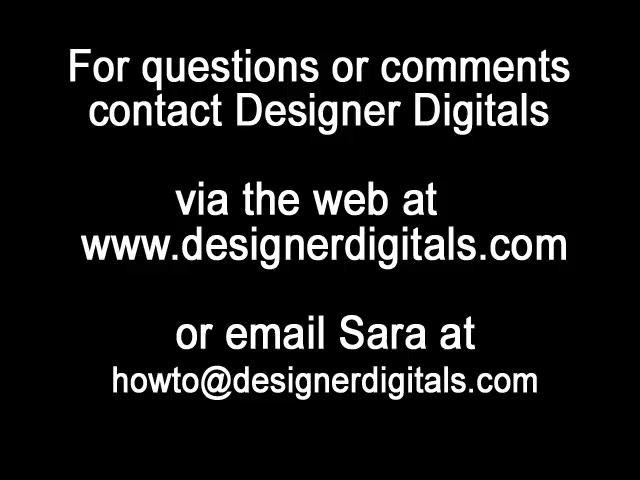 For questions or comments
contact Designer Digitals
via the web at
www.designerdigitals.com
or email Sara at
howto@designerdigitals.com